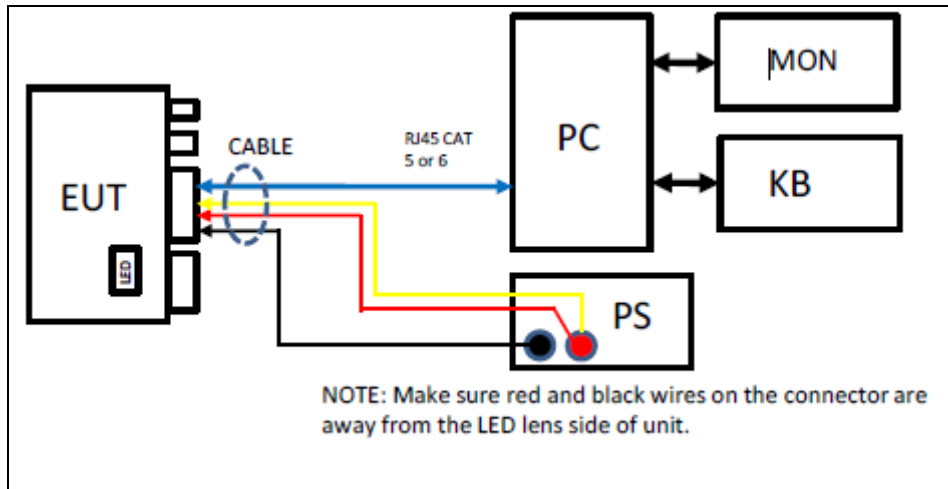 MON
RJ45 CAT
5 or 6
PC
CABLE
KB
EUT
LED
PS
NOTE: Make sure red and black wires on the connector are
away from the LED lens side of unit.